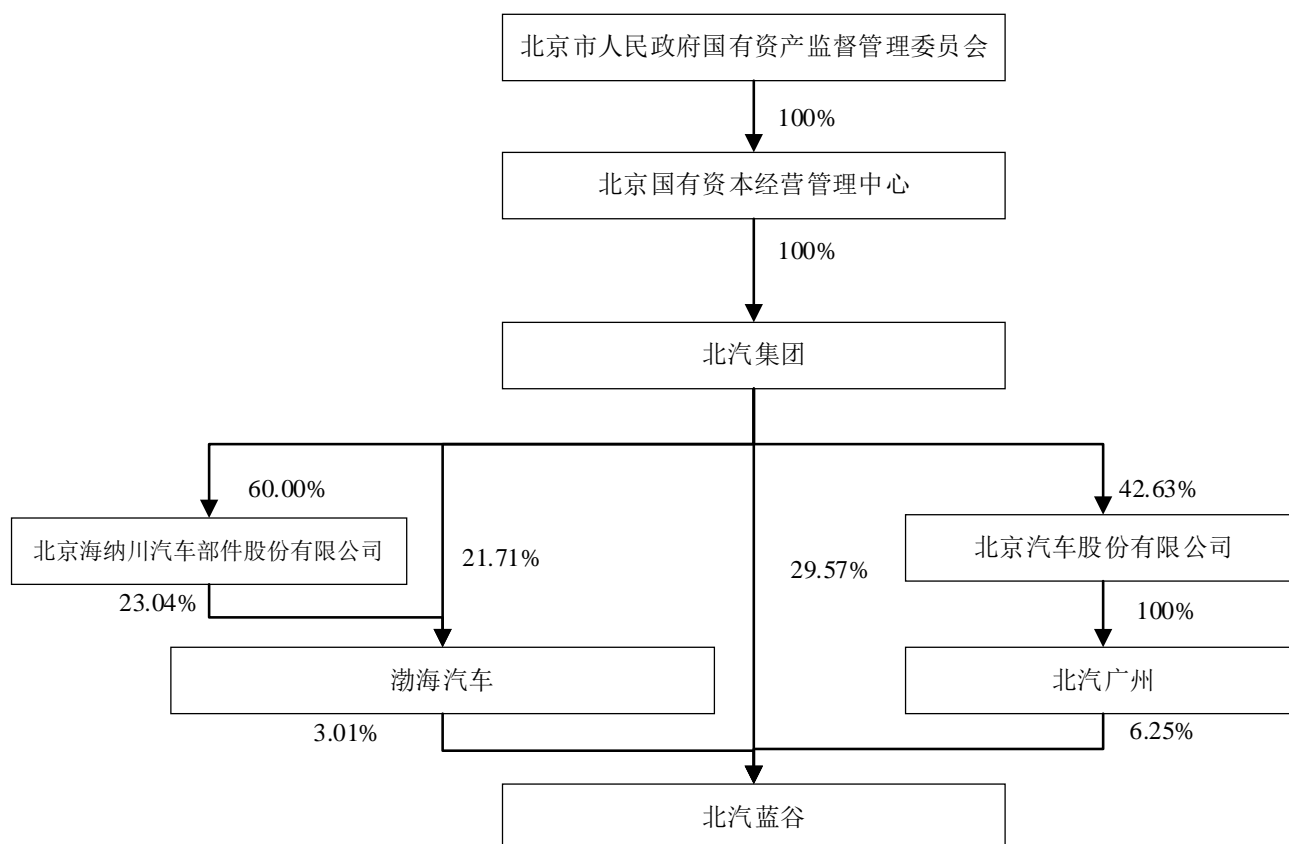 北京市人民政府国有资产监督管理委员会
100%
北京国有资本经营管理中心
100%
北汽集团
60.00%
42.63%
北京海纳川汽车部件股份有限公司
21.71%
29.57%
北京汽车股份有限公司
23.04%
100%
渤海汽车
北汽广州
3.01%
6.25%
北汽蓝谷